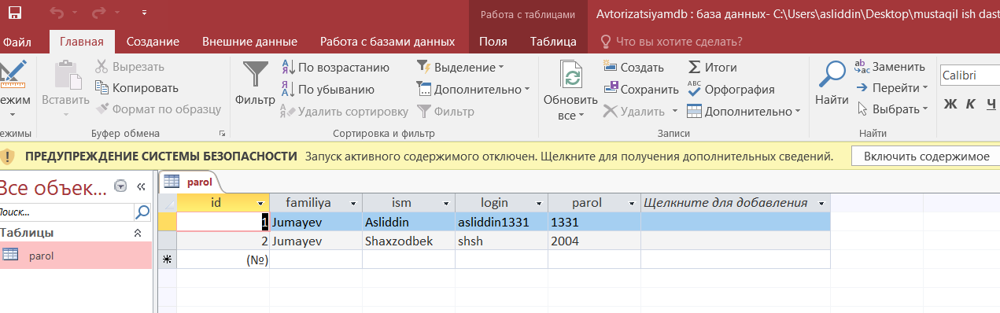 Работа с таблицами
Avtorizatsiyamdb : база данных- C:\Users\asliddin\Desktop\mustaqil ish dast
Файл Главная Создание Внешние данные Работа с базами данных Поля Таблица Что вы хотите сделать?
ежим
ежимы
Вставить
Вырезать
Копировать
Формат по образцу
Буфер обмена
Фильтр
По возрастанию
По убыванию
Удалить сортировку
Выделение
Дополнительно
Фильтр
Сортировка и фильтр
Обновить
все
Создать
Сохранить
Удалить
Итоги
Орфография
Дополнительно
Записи
Найти
Заменить
Перейти
Выбрать
Найти
Calibri
Ж К Ч
ПРЕДУПРЕЖДЕНИЕ СИСТЕМЫ БЕЗОПАСНОСТИ Запуск активного содержимого отключен. Щелкните для получения дополнительных сведений. Включить содержимое
Все объек...
Поиск...
Таблицы
parol
parol
id familiya ism login parol Щелкните для добавления
1 Jumayev Asliddin asliddin1331 1331
2 Jumayev Shaxzodbek shsh 2004
(№)